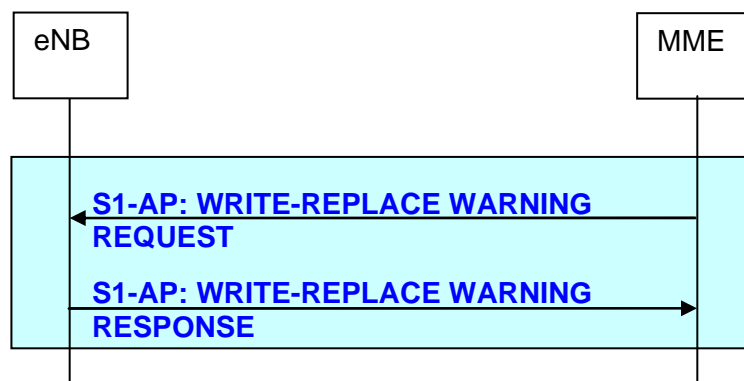 eNB
MME
S1-AP: WRITE-REPLACE WARNING
REQUEST
S1-AP: WRITE-REPLACE WARNING
RESPONSE